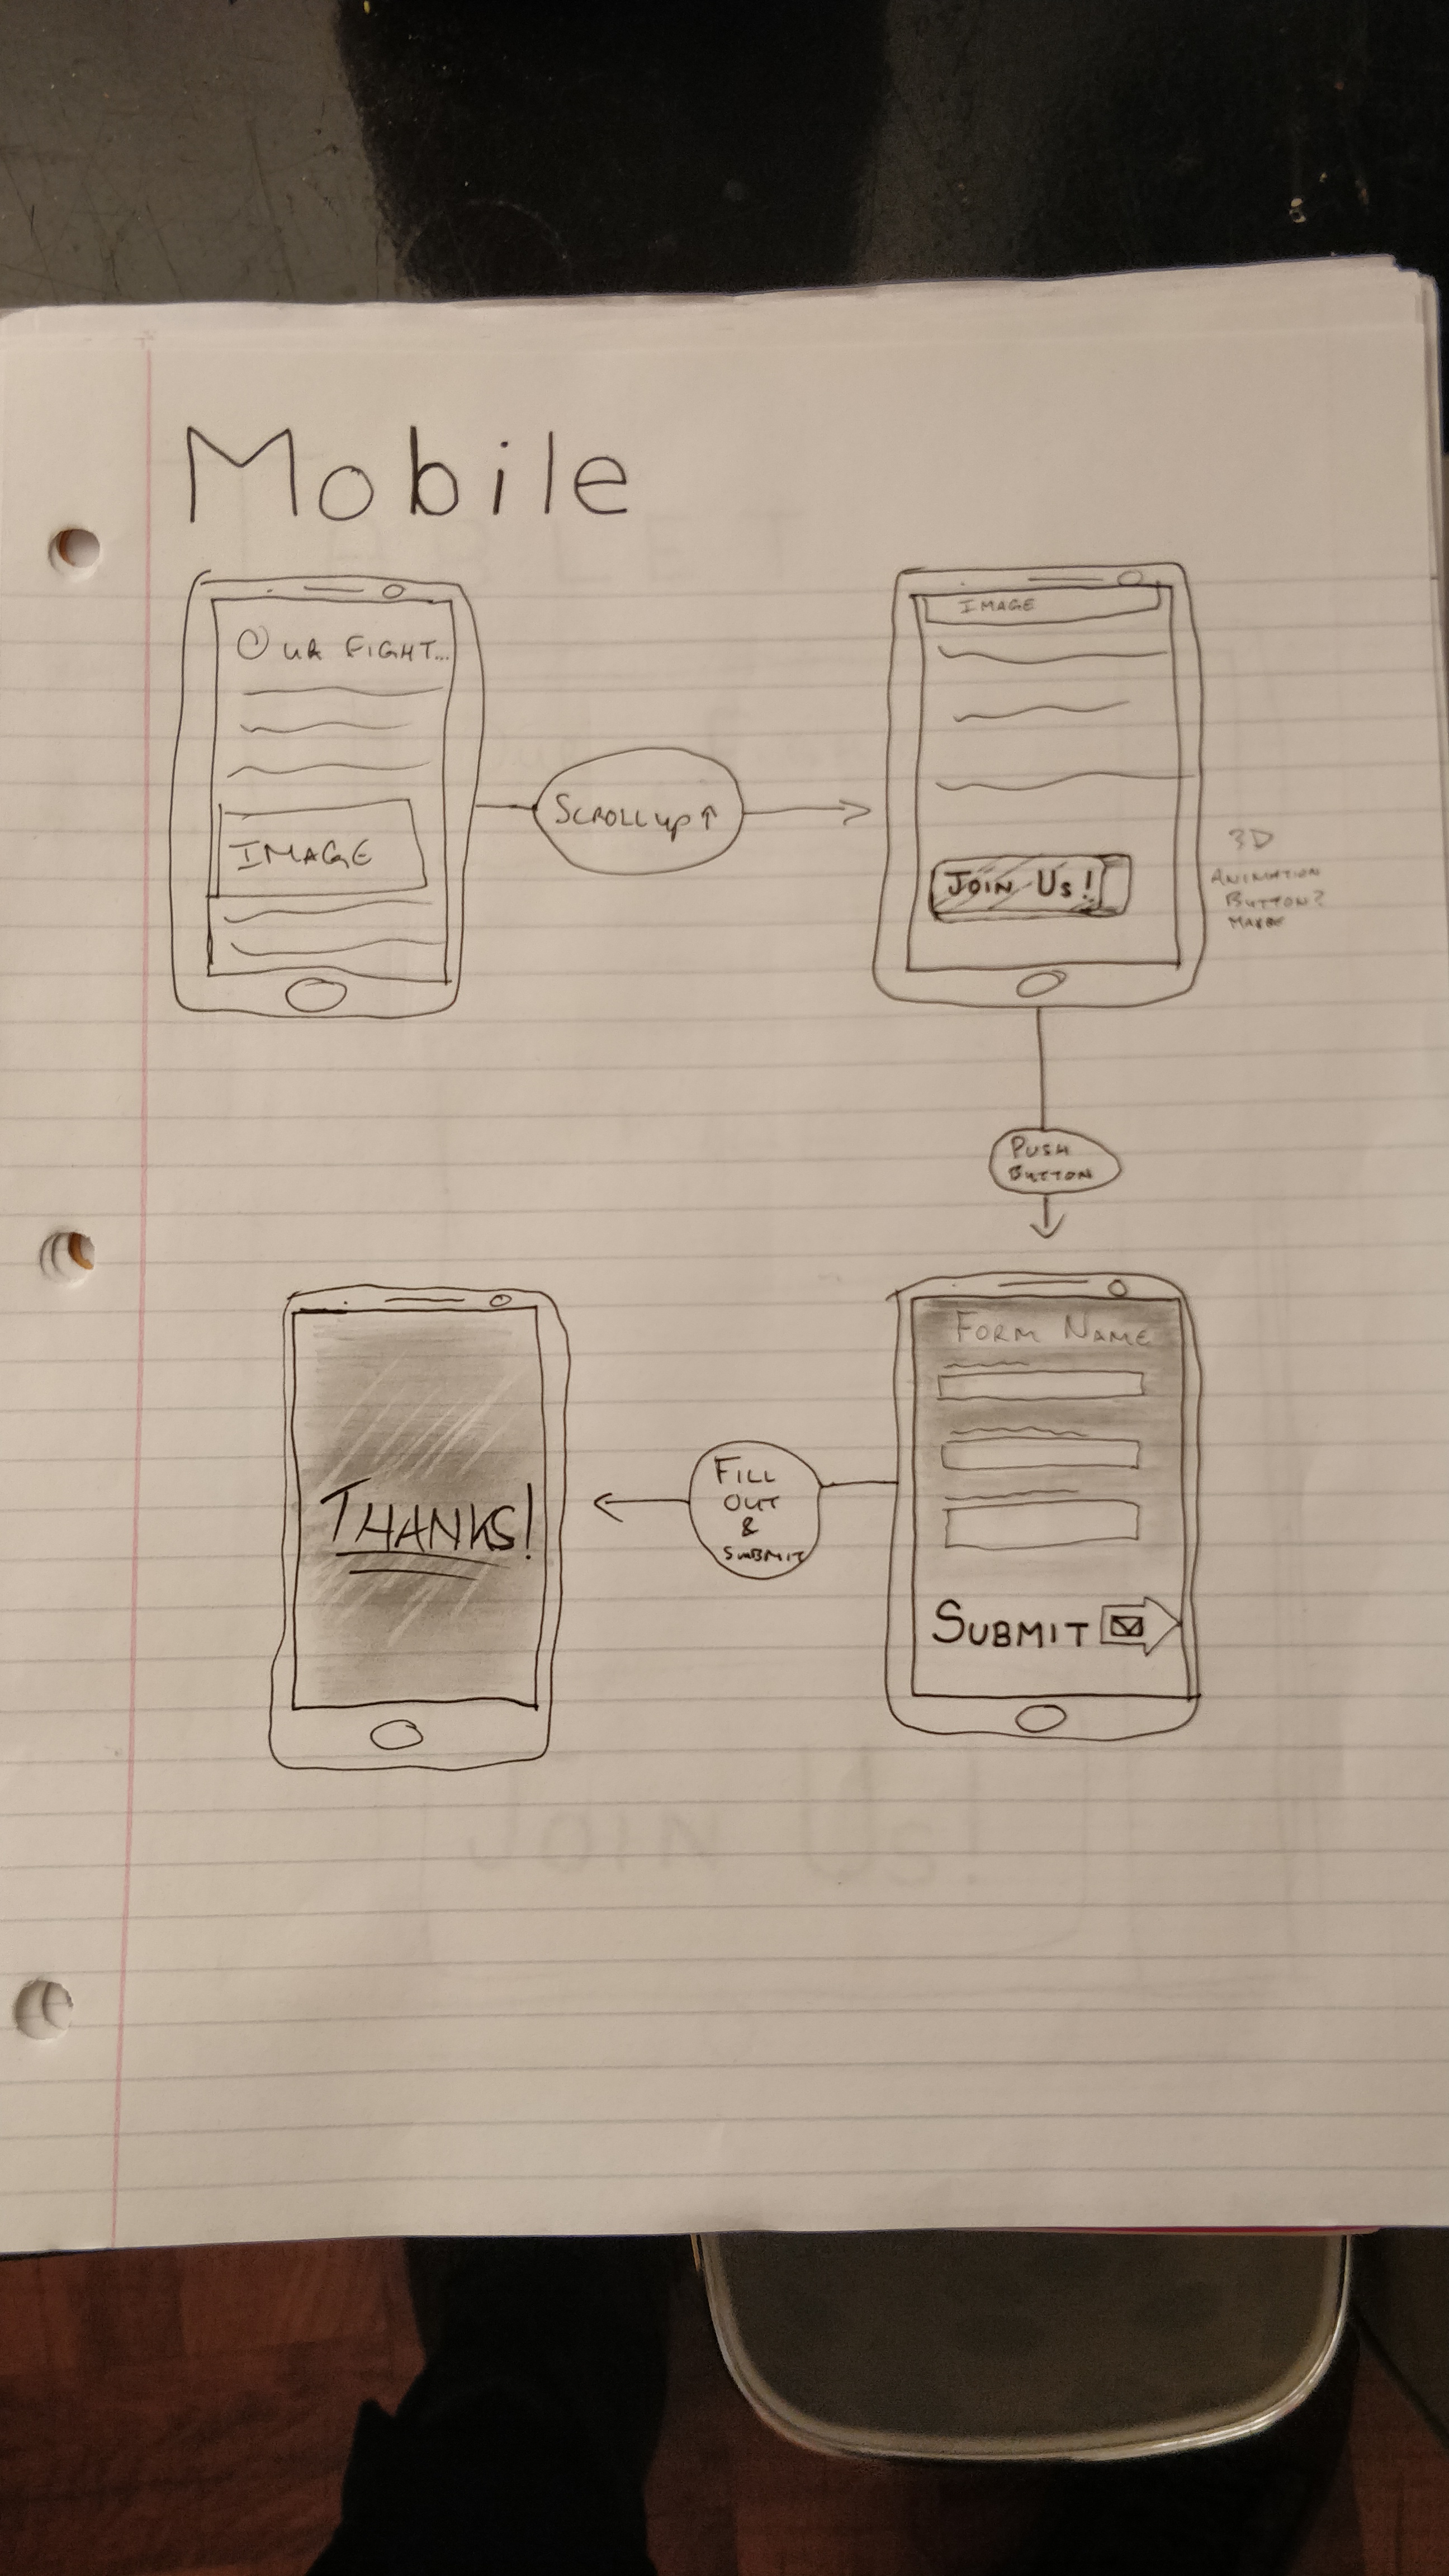 Mobile
OUR FIGHT...
IMAGE
SCROLL up ↑
IMAGE
JOIN US!
3D
ANIMATION
BUTTON?
MAYBE
PUSH
BUTTON
FORM NAME
SUBMIT
FILL
OUT
&
SUBMIT
THANKS!